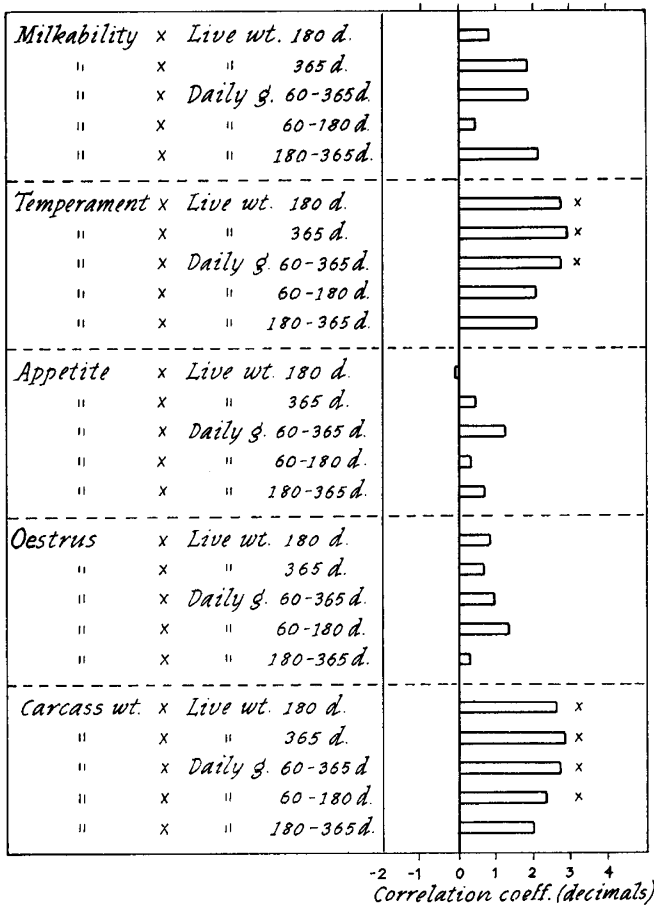 Milkability x Live wt. 180 d.
" x " 365 d.
" x Daily g. 60-365 d.
" x " 60-180 d.
" x " 180-365 d.
Temperament x Live wt. 180 d. x
" x " 365 d. x
" x Daily g. 60-365 d. x
" x " 60-180 d.
" x " 180-365 d.
Appetite x Live wt. 180 d.
" x " 365 d.
" x Daily g. 60-365 d.
" x " 60-180 d.
" x " 180-365 d.
Oestrus x Live wt. 180 d.
" x " 365 d.
" x Daily g. 60-365 d.
" x " 60-180 d.
" x " 180-365 d.
Carcass wt. x Live wt. 180 d. x
" x " 365 d. x
" x Daily g. 60-365 d x
" x " 60-180 d. x
" x " 180-365 d.
-2 -1 0 1 2 3 4
Correlation coeff. (decimals)